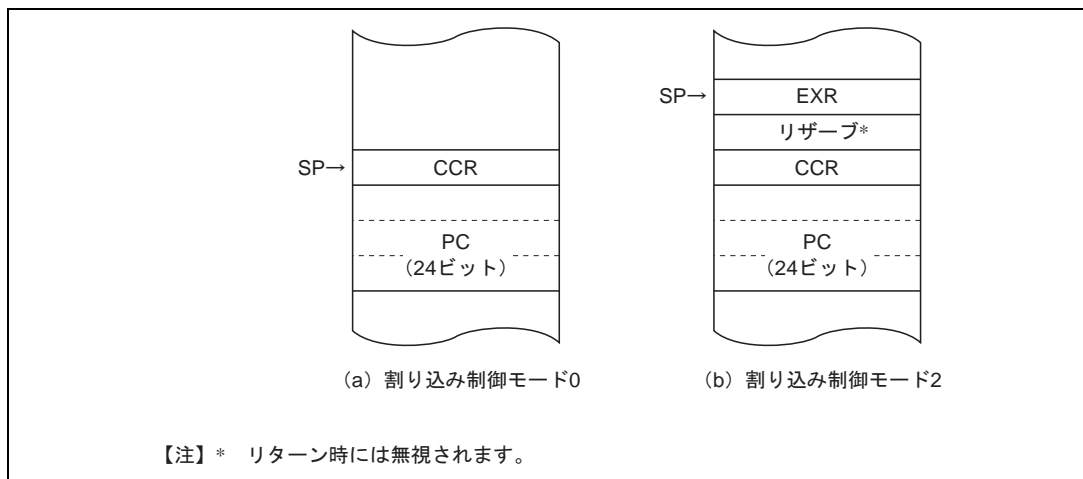 SP→
CCR
PC
（24ビット）
（a）割り込み制御モード0
SP→
EXR
リザーブ*
CCR
PC
（24ビット）
（b）割り込み制御モード2
【注】* リターン時には無視されます。